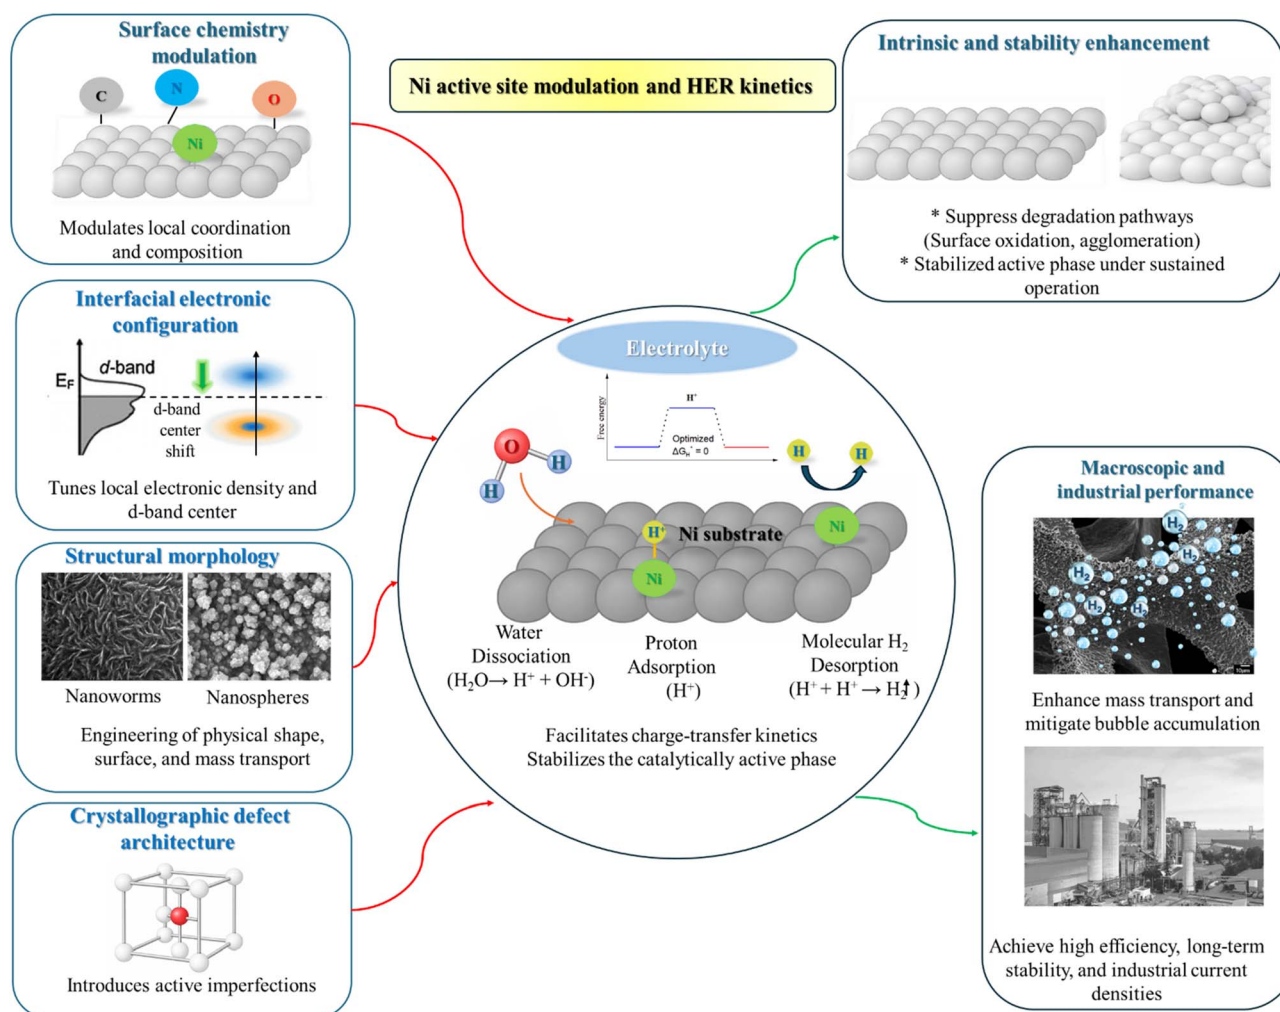 Surface chemistry
modulation
C
N
O
Ni
Modulates local coordination
and composition
Ni active site modulation and HER kinetics
Intrinsic and stability enhancement
* Suppress degradation pathways
(Surface oxidation, agglomeration)
* Stabilized active phase under sustained
operation
Interfacial electronic
configuration
d-band
E_F
d-band
center
shift
Tunes local electronic density and
d-band center
Structural morphology
Nanoworms
Nanospheres
Engineering of physical shape,
surface, and mass transport
Crystallographic defect
architecture
Introduces active imperfections
Electrolyte
Free energy
H⁺
Optimized
ΔG_H* = 0
O
H
H
H
H
H⁺
Ni substrate
Ni
Ni
Water
Dissociation
(H₂O→ H⁺ + OH⁻)
Proton
Adsorption
(H⁺)
Molecular H₂
Desorption
(H⁺ + H⁺ → H₂↑)
Facilitates charge-transfer kinetics
Stabilizes the catalytically active phase
Macroscopic and
industrial performance
H₂
H₂
H₂
H₂
H₂
Enhance mass transport and
mitigate bubble accumulation
Achieve high efficiency, long-term
stability, and industrial current
densities